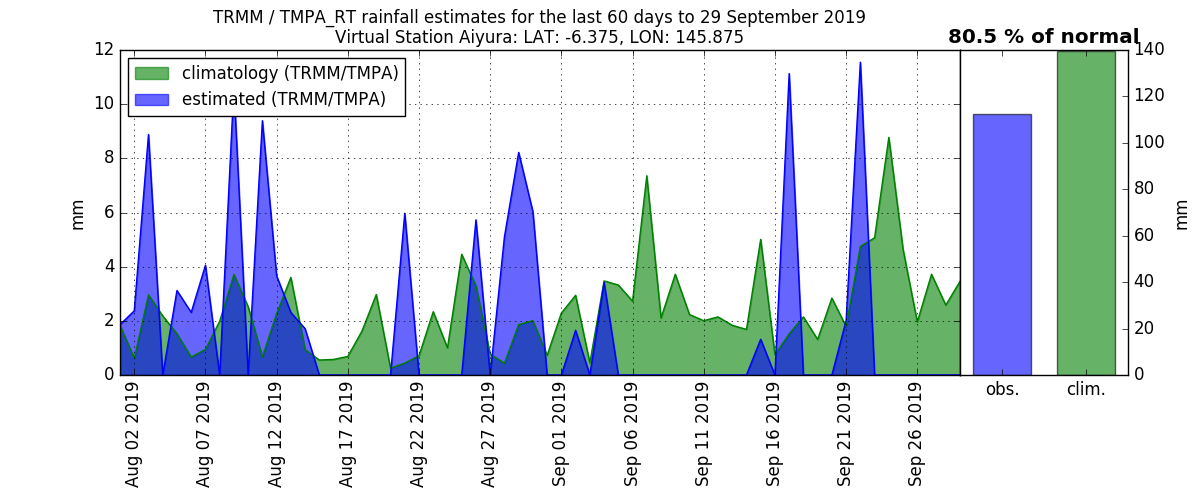 TRMM / TMPA_RT rainfall estimates for the last 60 days to 29 September 2019
Virtual Station Aiyura: LAT: -6.375, LON: 145.875
80.5 % of normal
climatology (TRMM/TMPA)
estimated (TRMM/TMPA)
12
10
8
6
4
2
0
mm
Aug 02 2019
Aug 07 2019
Aug 12 2019
Aug 17 2019
Aug 22 2019
Aug 27 2019
Sep 01 2019
Sep 06 2019
Sep 11 2019
Sep 16 2019
Sep 21 2019
Sep 26 2019
obs.
clim.
140
120
100
80
60
40
20
0
mm